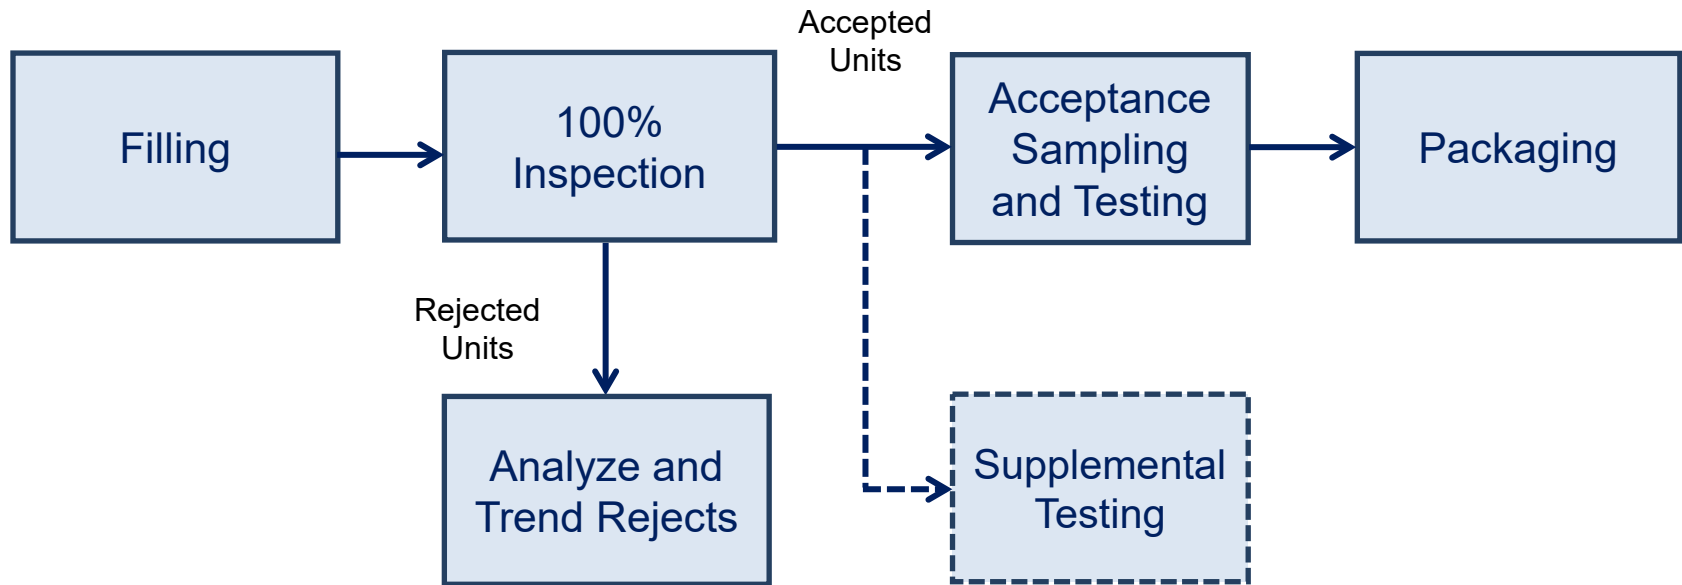 Filling
100%
Inspection
Accepted
Units
Acceptance
Sampling
and Testing
Packaging
Rejected
Units
Analyze and
Trend Rejects
Supplemental
Testing